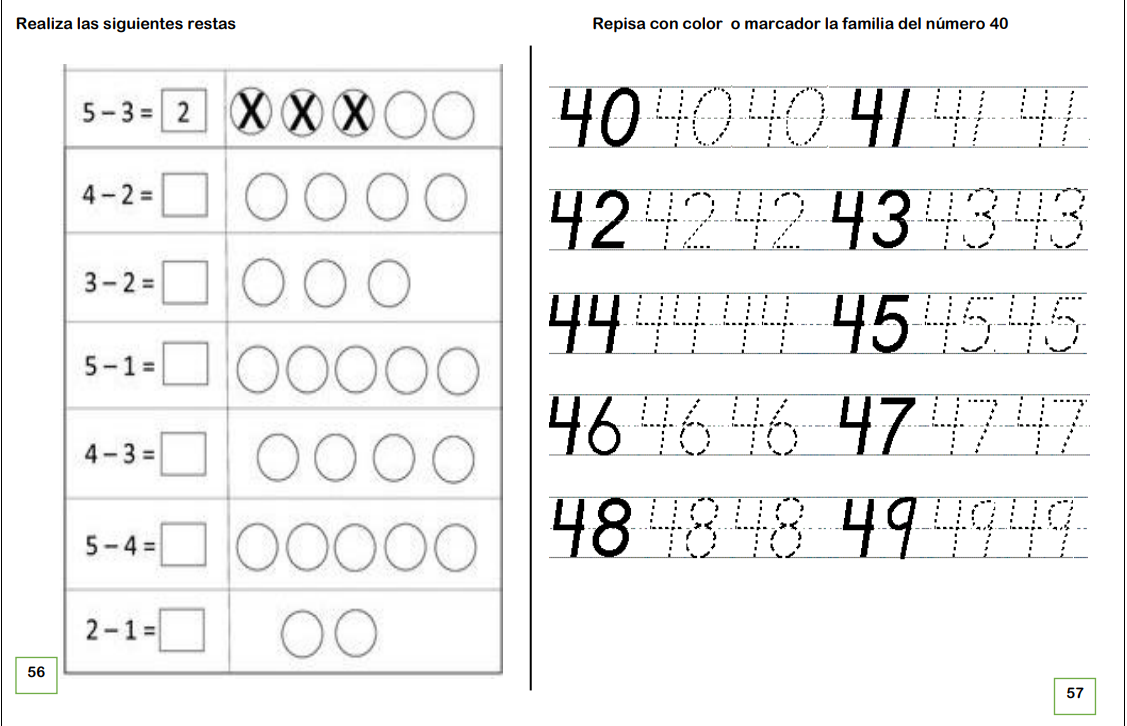 Realiza las siguientes restas
5 – 3 = 2
X X X
4 – 2 =
3 – 2 =
5 – 1 =
4 – 3 =
5 – 4 =
2 – 1 =
56
Repisa con color o marcador la familia del número 40
40 40 40 41 41 41
42 42 42 43 43 43
44 44 44 45 45 45
46 46 46 47 47 47
48 48 48 49 49 49
57